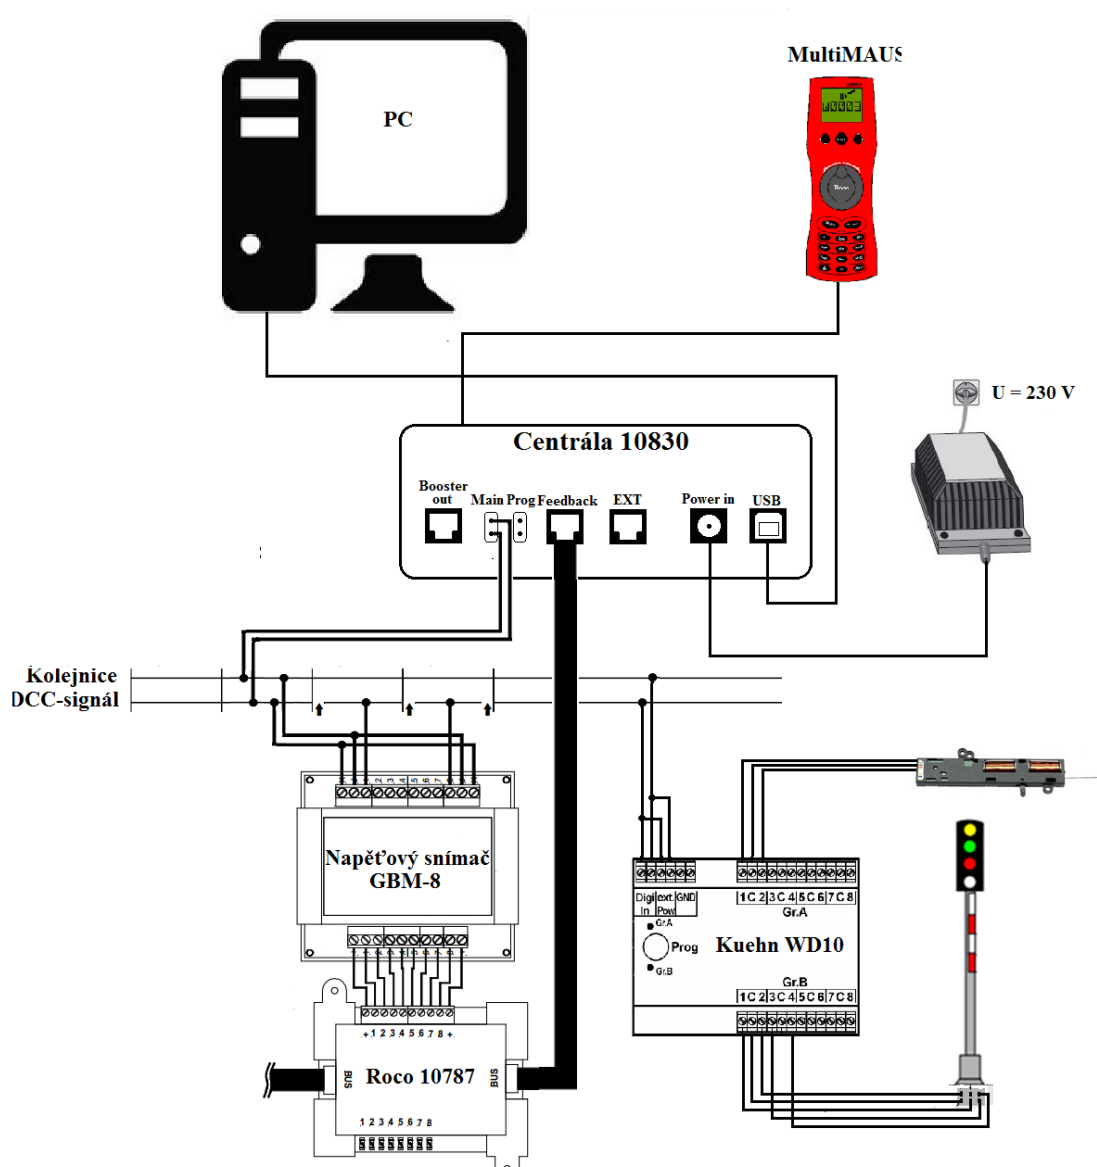 MultiMAUS
PC
U = 230 V
Centrála 10830
Booster out
Main
Prog
Feedback
EXT
Power in
USB
Kolejnice
DCC-signál
Napěťový snímač
GBM-8
Digi In
ext. Pow
GND
1 C 2 3 C 4 5 C 6 7 C 8
Gr.A
Gr.A
Prog
Gr.B
Kuehn WD10
Gr.B
1 C 2 3 C 4 5 C 6 7 C 8
+ 1 2 3 4 5 6 7 8 +
BUS
Roco 10787
BUS
1 2 3 4 5 6 7 8